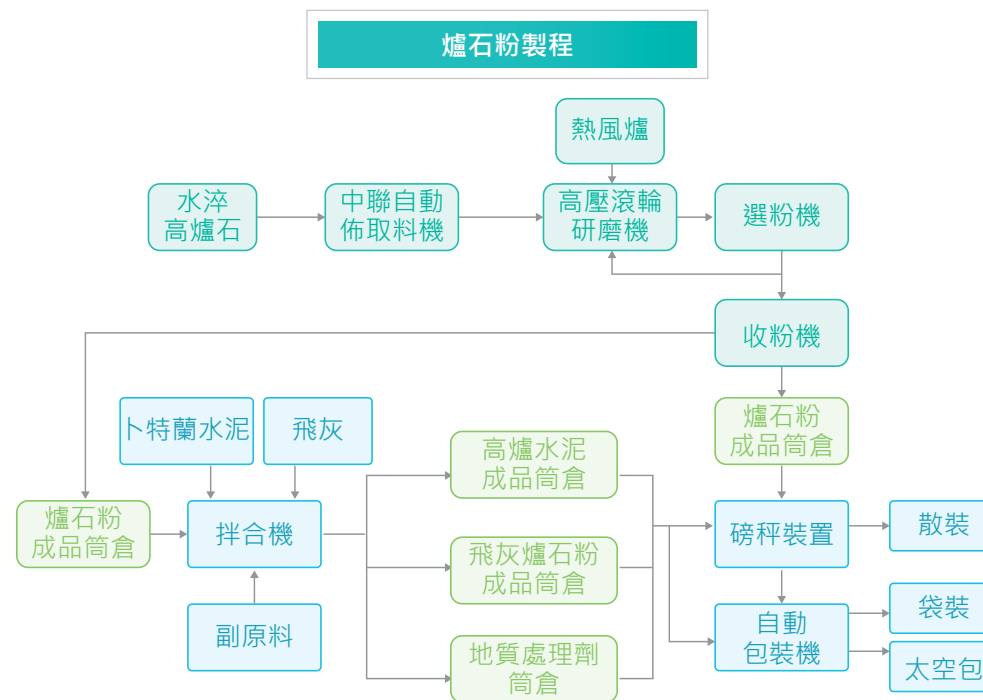 爐石粉製程
熱風爐
水淬
高爐石
中聯自動
佈取料機
高壓滾輪
研磨機
選粉機
收粉機
卜特蘭水泥
飛灰
高爐水泥
成品筒倉
爐石粉
成品筒倉
爐石粉
成品筒倉
拌合機
飛灰爐石粉
成品筒倉
磅秤裝置
散裝
副原料
地質處理劑
筒倉
自動
包裝機
袋裝
太空包